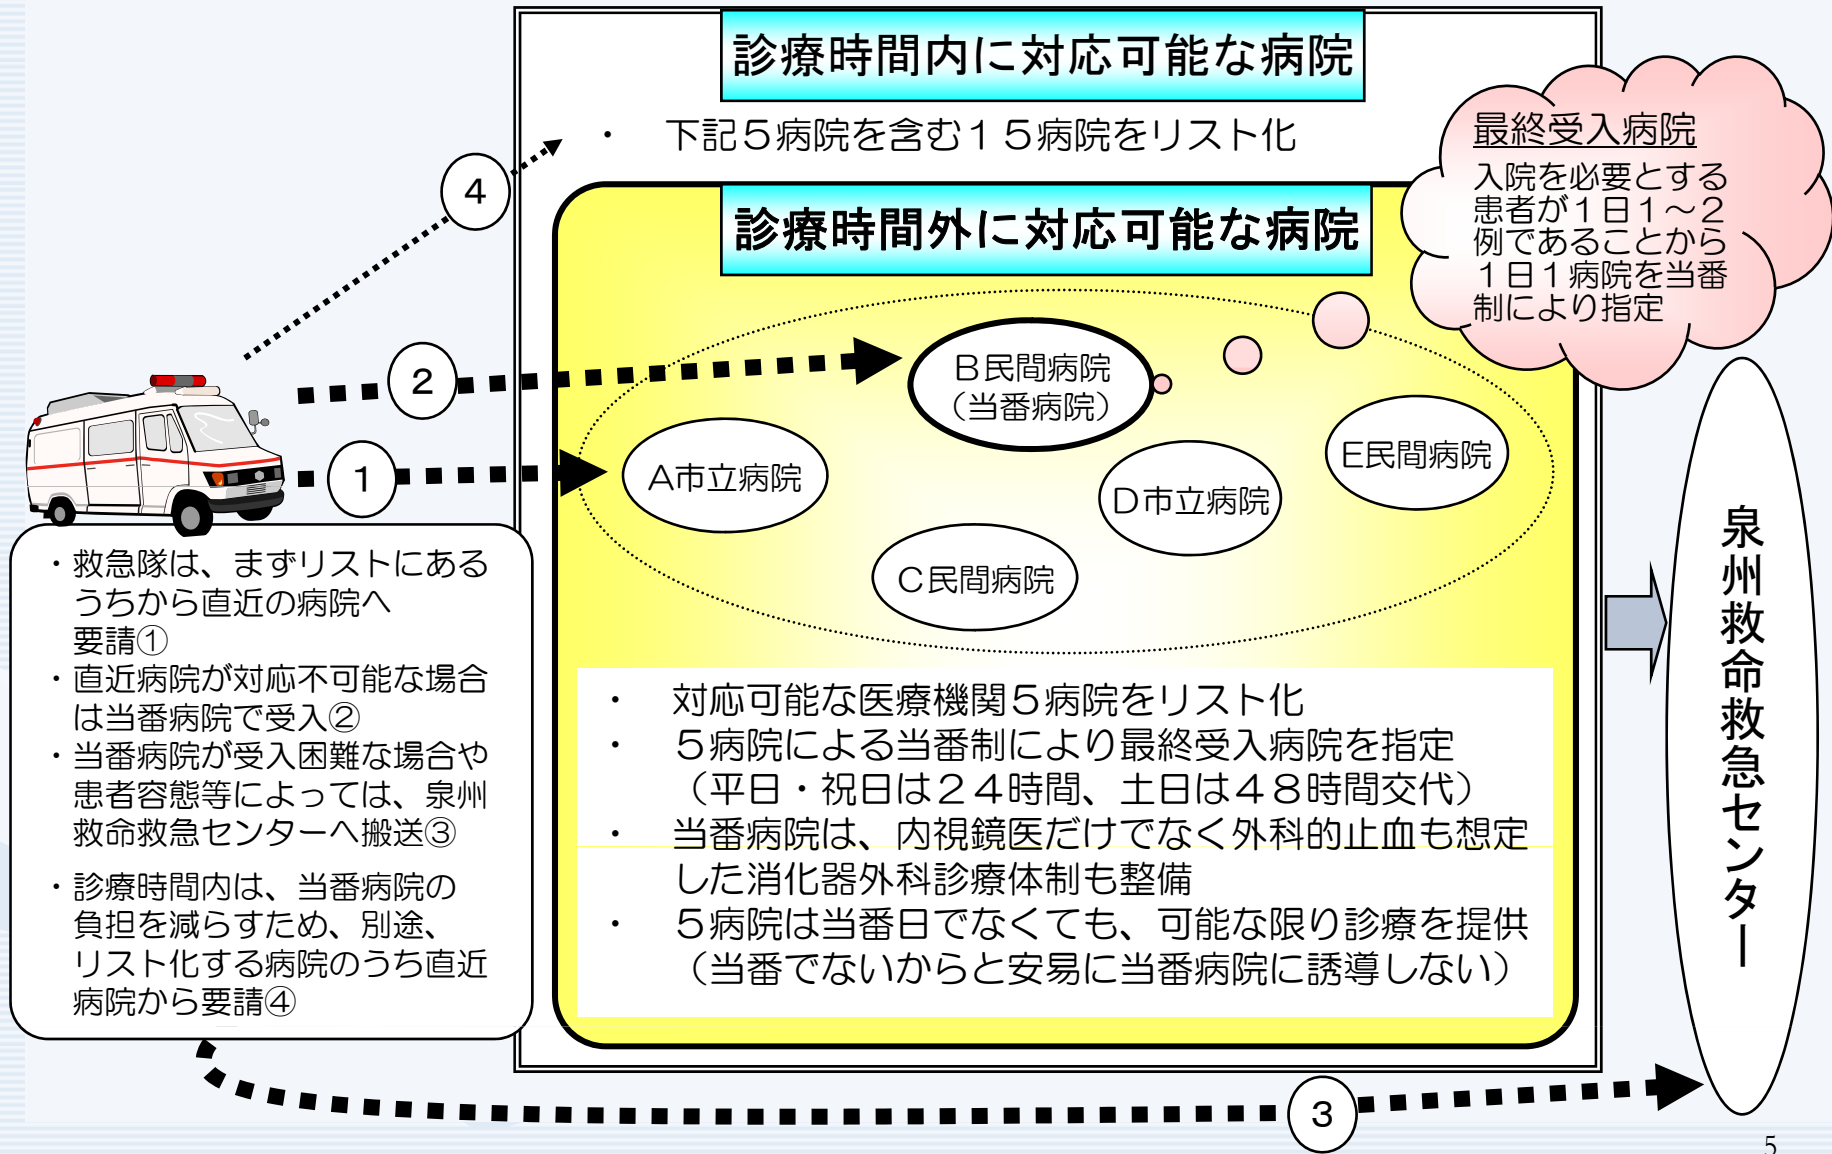 診療時間内に対応可能な病院
・　下記５病院を含む１５病院をリスト化
診療時間外に対応可能な病院
最終受入病院
入院を必要とする
患者が１日１～２
例であることから
１日１病院を当番
制により指定
④
②
①
Ｂ民間病院
（当番病院）
Ａ市立病院
Ｅ民間病院
Ｄ市立病院
Ｃ民間病院
・救急隊は、まずリストにある
うちから直近の病院へ
要請①
・直近病院が対応不可能な場合
は当番病院で受入②
・当番病院が受入困難な場合や
患者容態等によっては、泉州
救命救急センターへ搬送③
・診療時間内は、当番病院の
負担を減らすため、別途、
リスト化する病院のうち直近
病院から要請④
・　対応可能な医療機関５病院をリスト化
・　５病院による当番制により最終受入病院を指定
（平日・祝日は２４時間、土日は４８時間交代）
・　当番病院は、内視鏡医だけでなく外科的止血も想定
した消化器外科診療体制も整備
・　５病院は当番日でなくても、可能な限り診療を提供
（当番でないからと安易に当番病院に誘導しない）
泉州救命救急センター
③
5